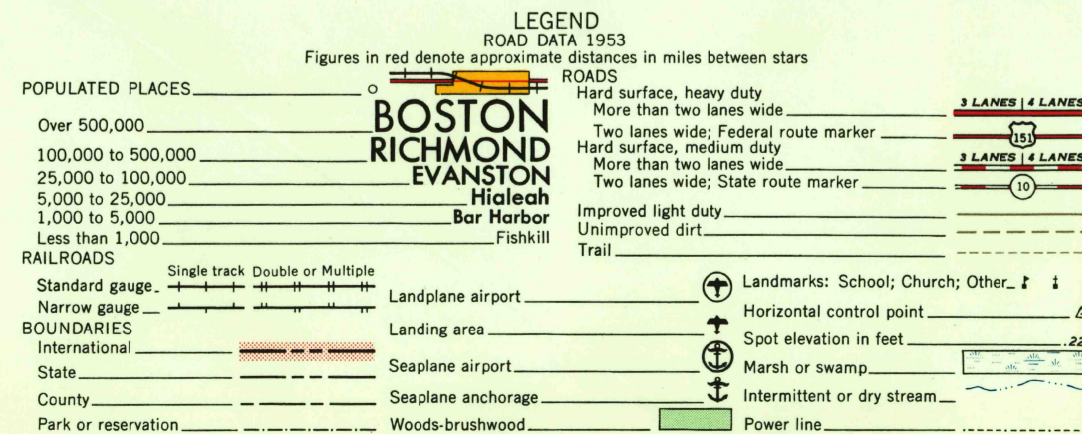 LEGEND
ROAD DATA 1953
Figures in red denote approximate distances in miles between stars
POPULATED PLACES
Over 500,000 BOSTON
100,000 to 500,000 RICHMOND
25,000 to 100,000 EVANSTON
5,000 to 25,000 Hialeah
1,000 to 5,000 Bar Harbor
Less than 1,000 Fishkill
RAILROADS
Single track Double or Multiple
Standard gauge
Narrow gauge
BOUNDARIES
International
State
County
Park or reservation
Landplane airport
Landing area
Seaplane airport
Seaplane anchorage
Woods-brushwood
ROADS
Hard surface, heavy duty
More than two lanes wide 3 LANES | 4 LANES
Two lanes wide; Federal route marker 151
Hard surface, medium duty
More than two lanes wide 3 LANES | 4 LANES
Two lanes wide; State route marker 10
Improved light duty
Unimproved dirt
Trail
Landmarks: School; Church; Other
Horizontal control point
Spot elevation in feet
Marsh or swamp
Intermittent or dry stream
Power line